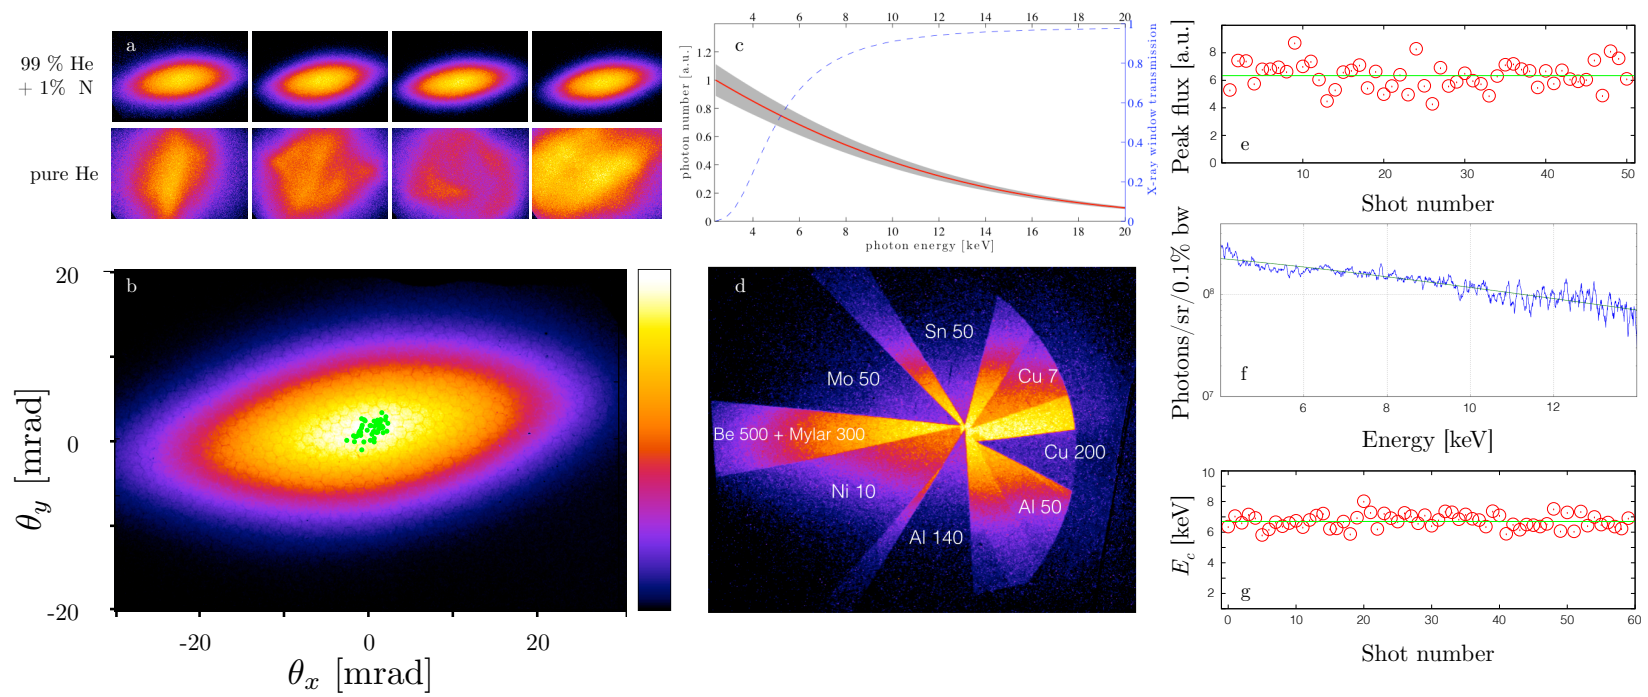 99 % He
+ 1% N
pure He
a
20
0
-20
b
θy [mrad]
-20 0 20
θx [mrad]
4 6 8 10 12 14 16 18 20
c
photon number [a.u.]
1.2
1
0.8
0.6
0.4
0.2
0
1
0.8
0.6
0.4
0.2
0
X-ray window transmission
4 6 8 10 12 14 16 18 20
photon energy [keV]
d
Sn 50
Mo 50
Cu 7
Be 500 + Mylar 300
Cu 200
Ni 10
Al 50
Al 140
Peak flux [a.u.]
8
6
4
2
0
e
10 20 30 40 50
Shot number
Photons/sr/0.1% bw
0⁸
0⁷
f
6 8 10 12
Energy [keV]
Ec [keV]
10
8
6
4
2
g
0 10 20 30 40 50 60
Shot number